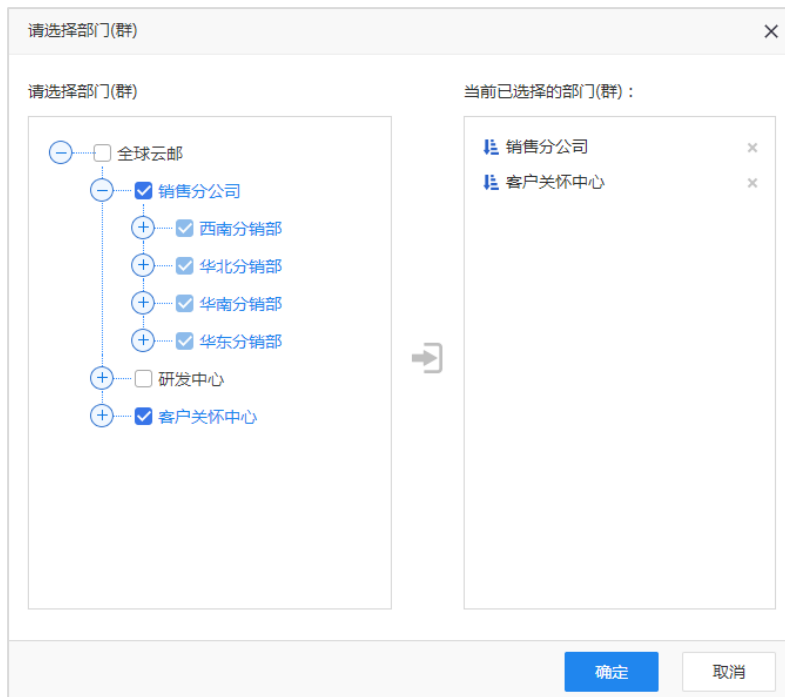 请选择部门(群)
请选择部门(群)
全球云邮
销售分公司
西南分销部
华北分销部
华南分销部
华东分销部
研发中心
客户关怀中心
当前已选择的部门(群)：
销售分公司
客户关怀中心
确定
取消